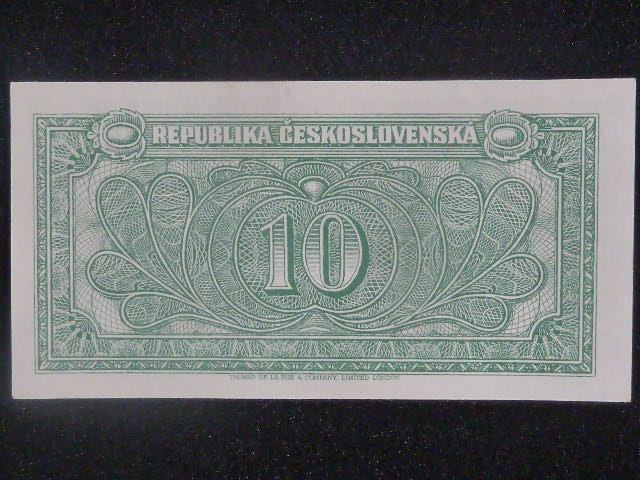 REPUBLIKA ČESKOSLOVENSKÁ
10
THOMAS DE LA RUE & COMPANY, LIMITED LONDON